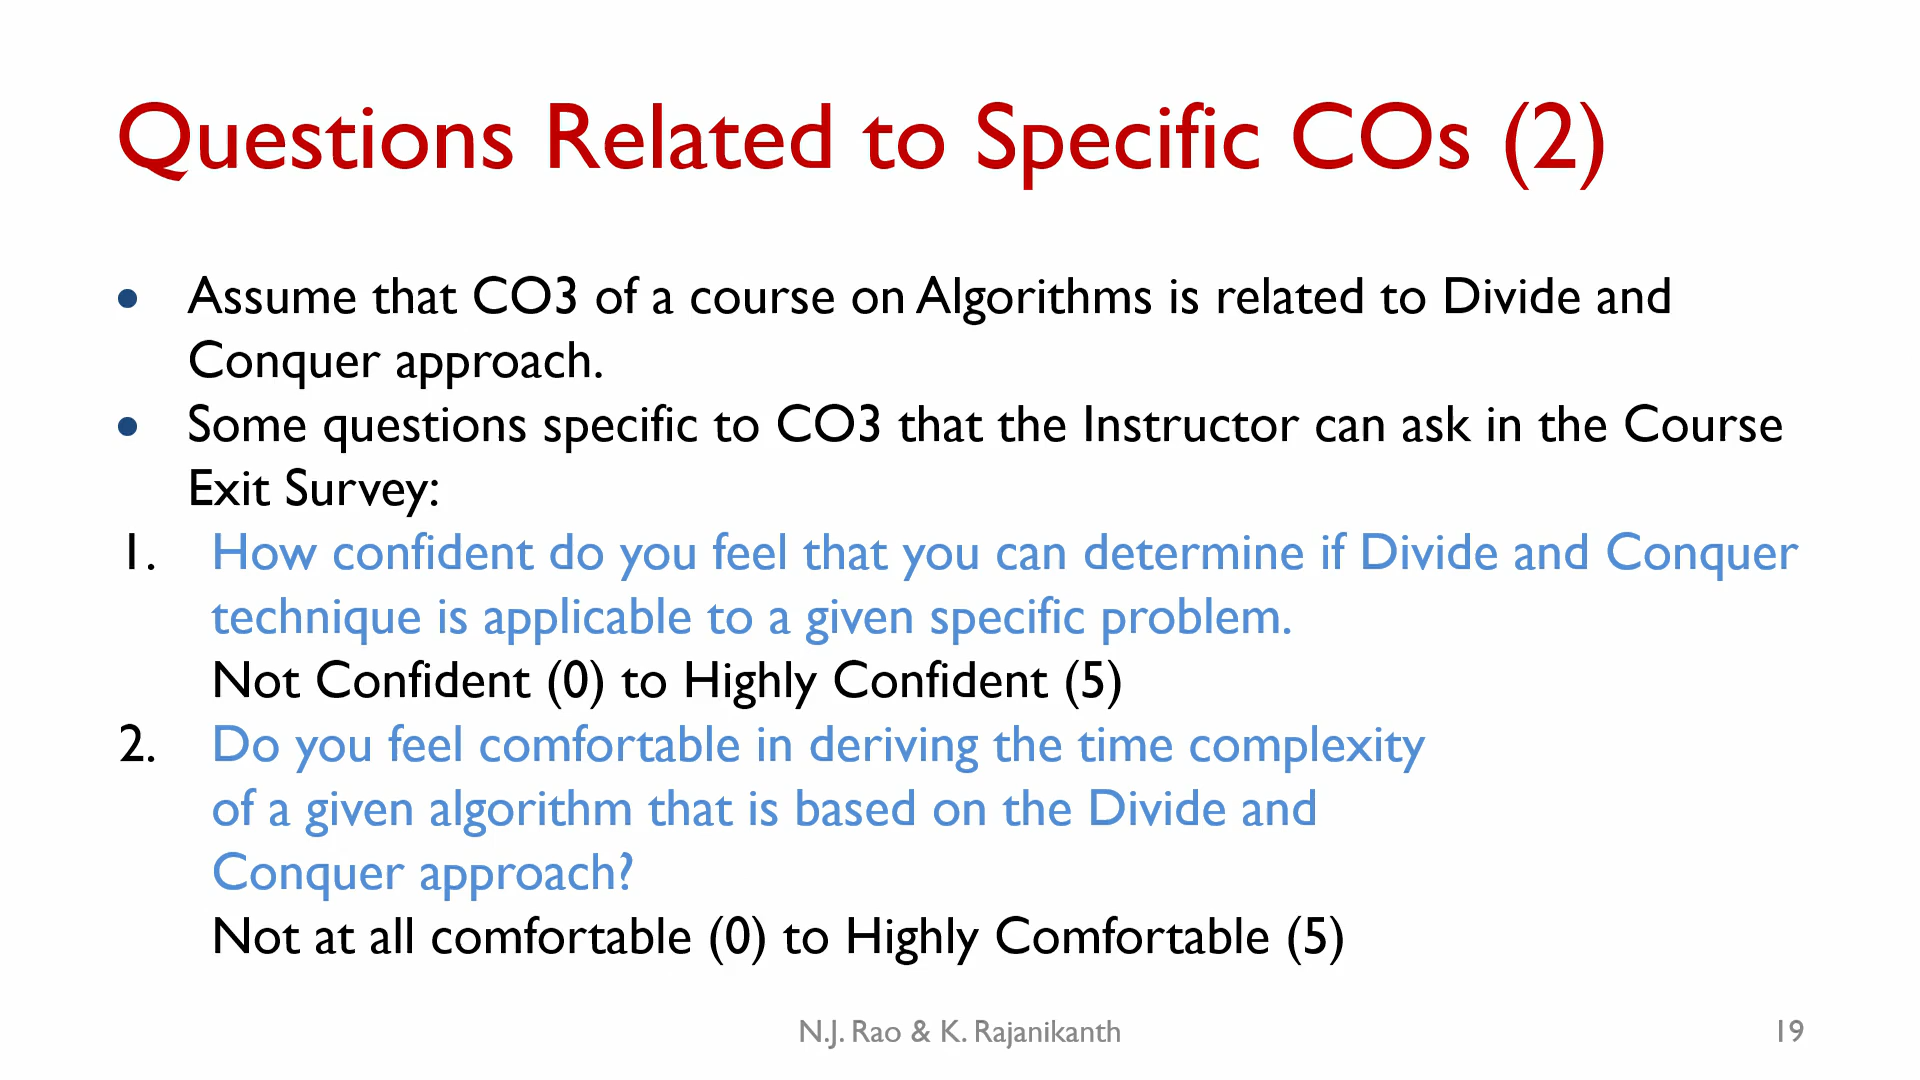 Questions Related to Specific COs (2)
• Assume that CO3 of a course on Algorithms is related to Divide and
Conquer approach.
• Some questions specific to CO3 that the Instructor can ask in the Course
Exit Survey:
1. How confident do you feel that you can determine if Divide and Conquer
technique is applicable to a given specific problem.
Not Confident (0) to Highly Confident (5)
2. Do you feel comfortable in deriving the time complexity
of a given algorithm that is based on the Divide and
Conquer approach?
Not at all comfortable (0) to Highly Comfortable (5)
N.J. Rao & K. Rajanikanth
19